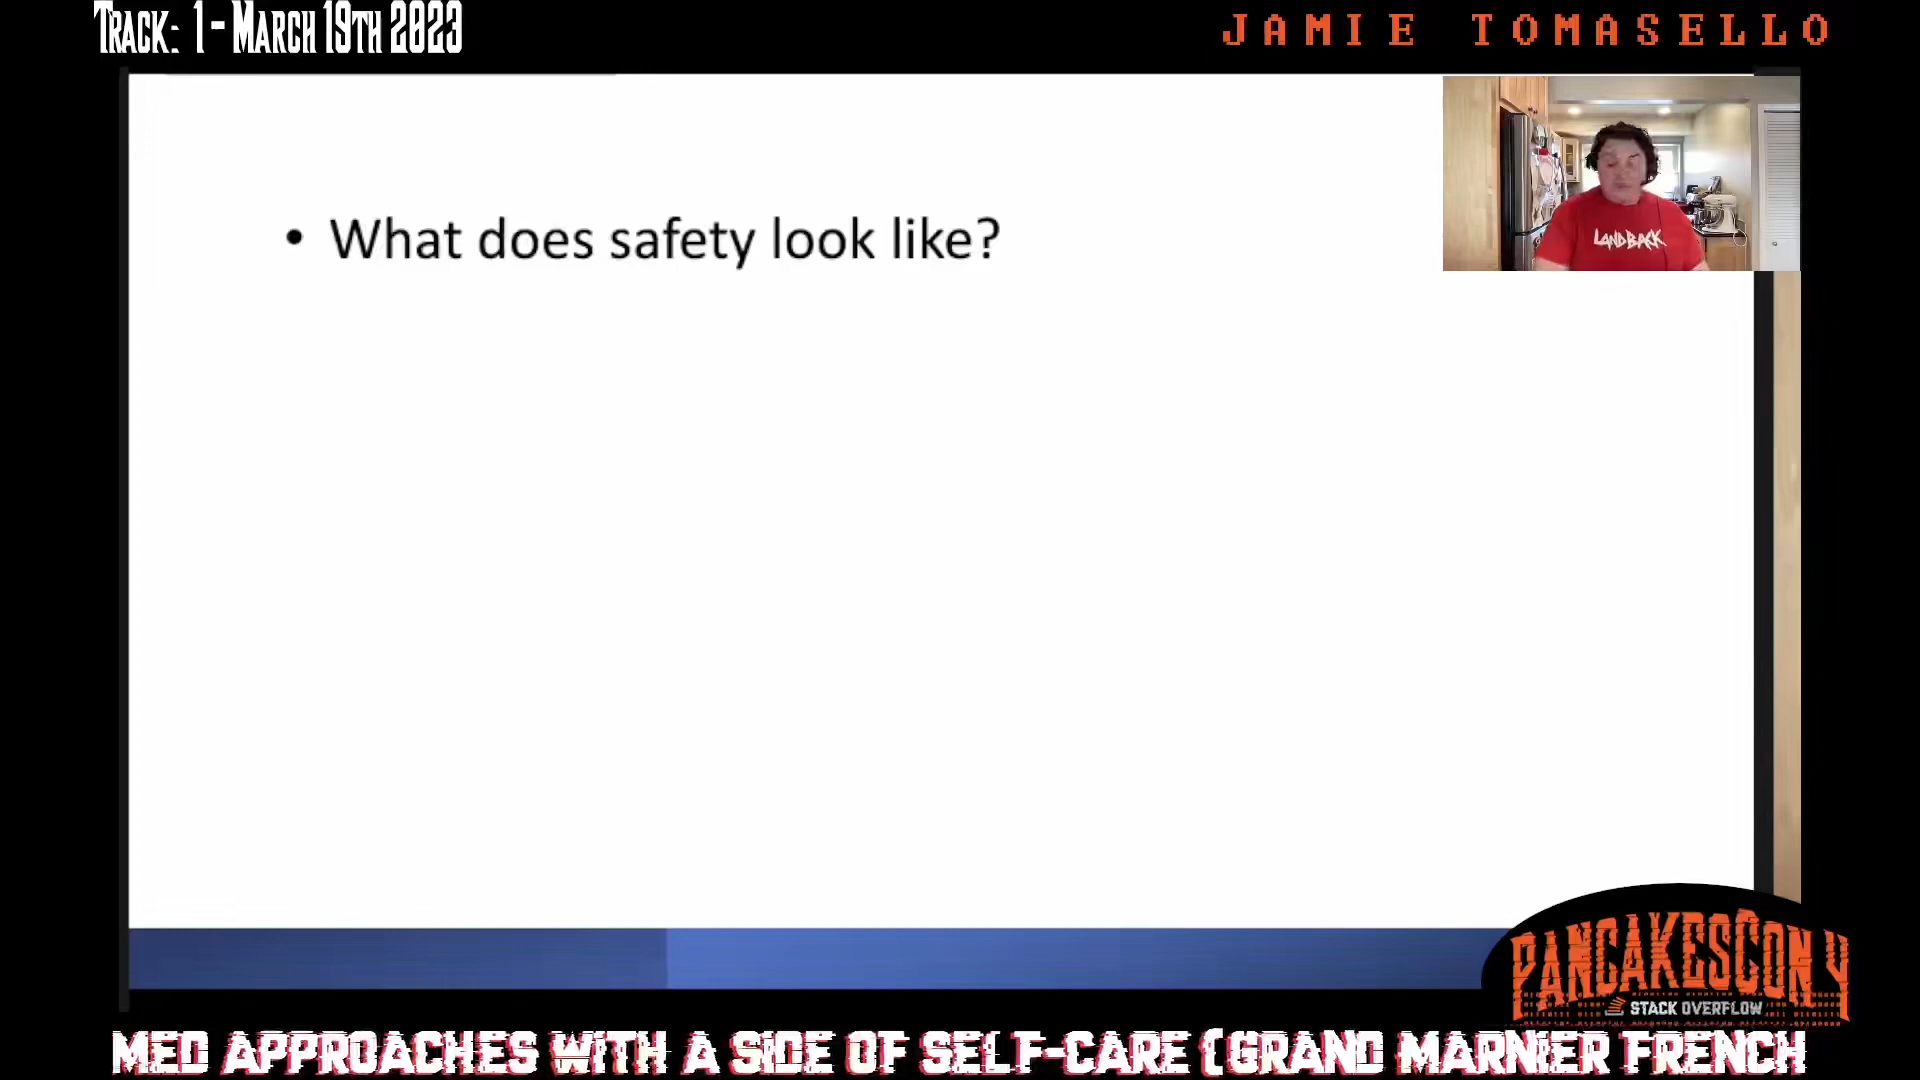 Track: 1 - March 19th 2023
JAMIE TOMASELLO
• What does safety look like?
LANDBACK
PANCAKESCON 4
STACK OVERFLOW
MED APPROACHES WITH A SIDE OF SELF-CARE (GRAND MARNIER FRENCH